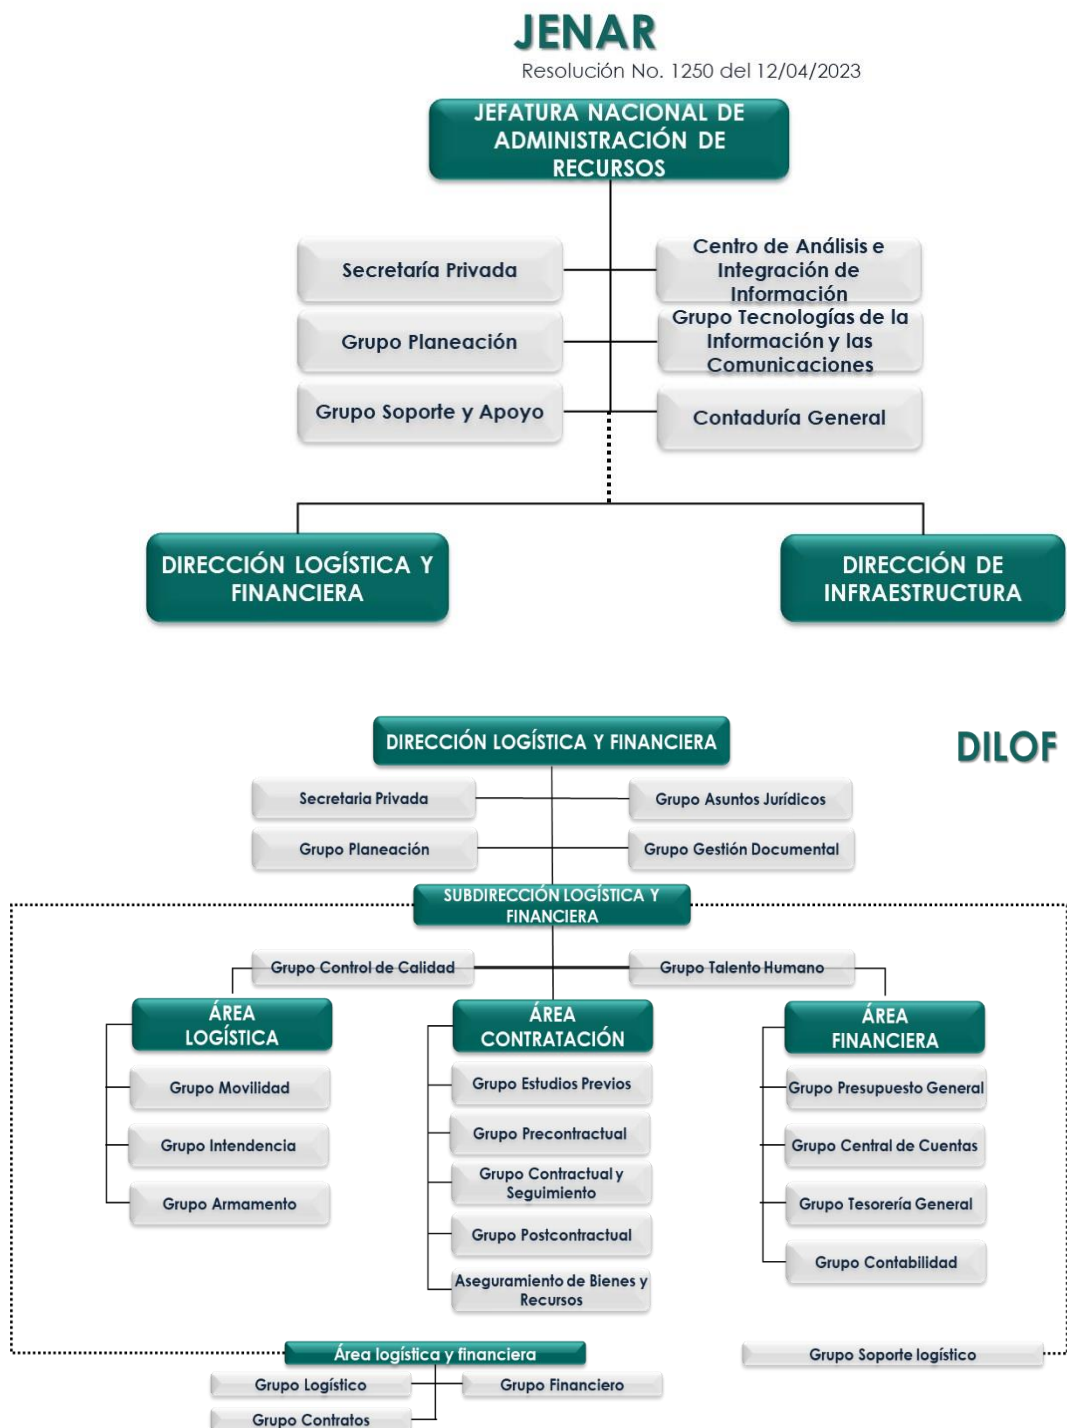 JENAR
Resolución No. 1250 del 12/04/2023
JEFATURA NACIONAL DE
ADMINISTRACIÓN DE
RECURSOS
Secretaría Privada
Centro de Análisis e
Integración de
Información
Grupo Planeación
Grupo Tecnologías de la
Información y las
Comunicaciones
Grupo Soporte y Apoyo
Contaduría General
DIRECCIÓN LOGÍSTICA Y
FINANCIERA
DIRECCIÓN DE
INFRAESTRUCTURA
DILOF
DIRECCIÓN LOGÍSTICA Y FINANCIERA
Secretaria Privada
Grupo Asuntos Jurídicos
Grupo Planeación
Grupo Gestión Documental
SUBDIRECCIÓN LOGÍSTICA Y
FINANCIERA
Grupo Control de Calidad
Grupo Talento Humano
ÁREA
LOGÍSTICA
Grupo Movilidad
Grupo Intendencia
Grupo Armamento
ÁREA
CONTRATACIÓN
Grupo Estudios Previos
Grupo Precontractual
Grupo Contractual y
Seguimiento
Grupo Postcontractual
Aseguramiento de Bienes y
Recursos
ÁREA
FINANCIERA
Grupo Presupuesto General
Grupo Central de Cuentas
Grupo Tesorería General
Grupo Contabilidad
Área logística y financiera
Grupo Soporte logístico
Grupo Logístico
Grupo Financiero
Grupo Contratos